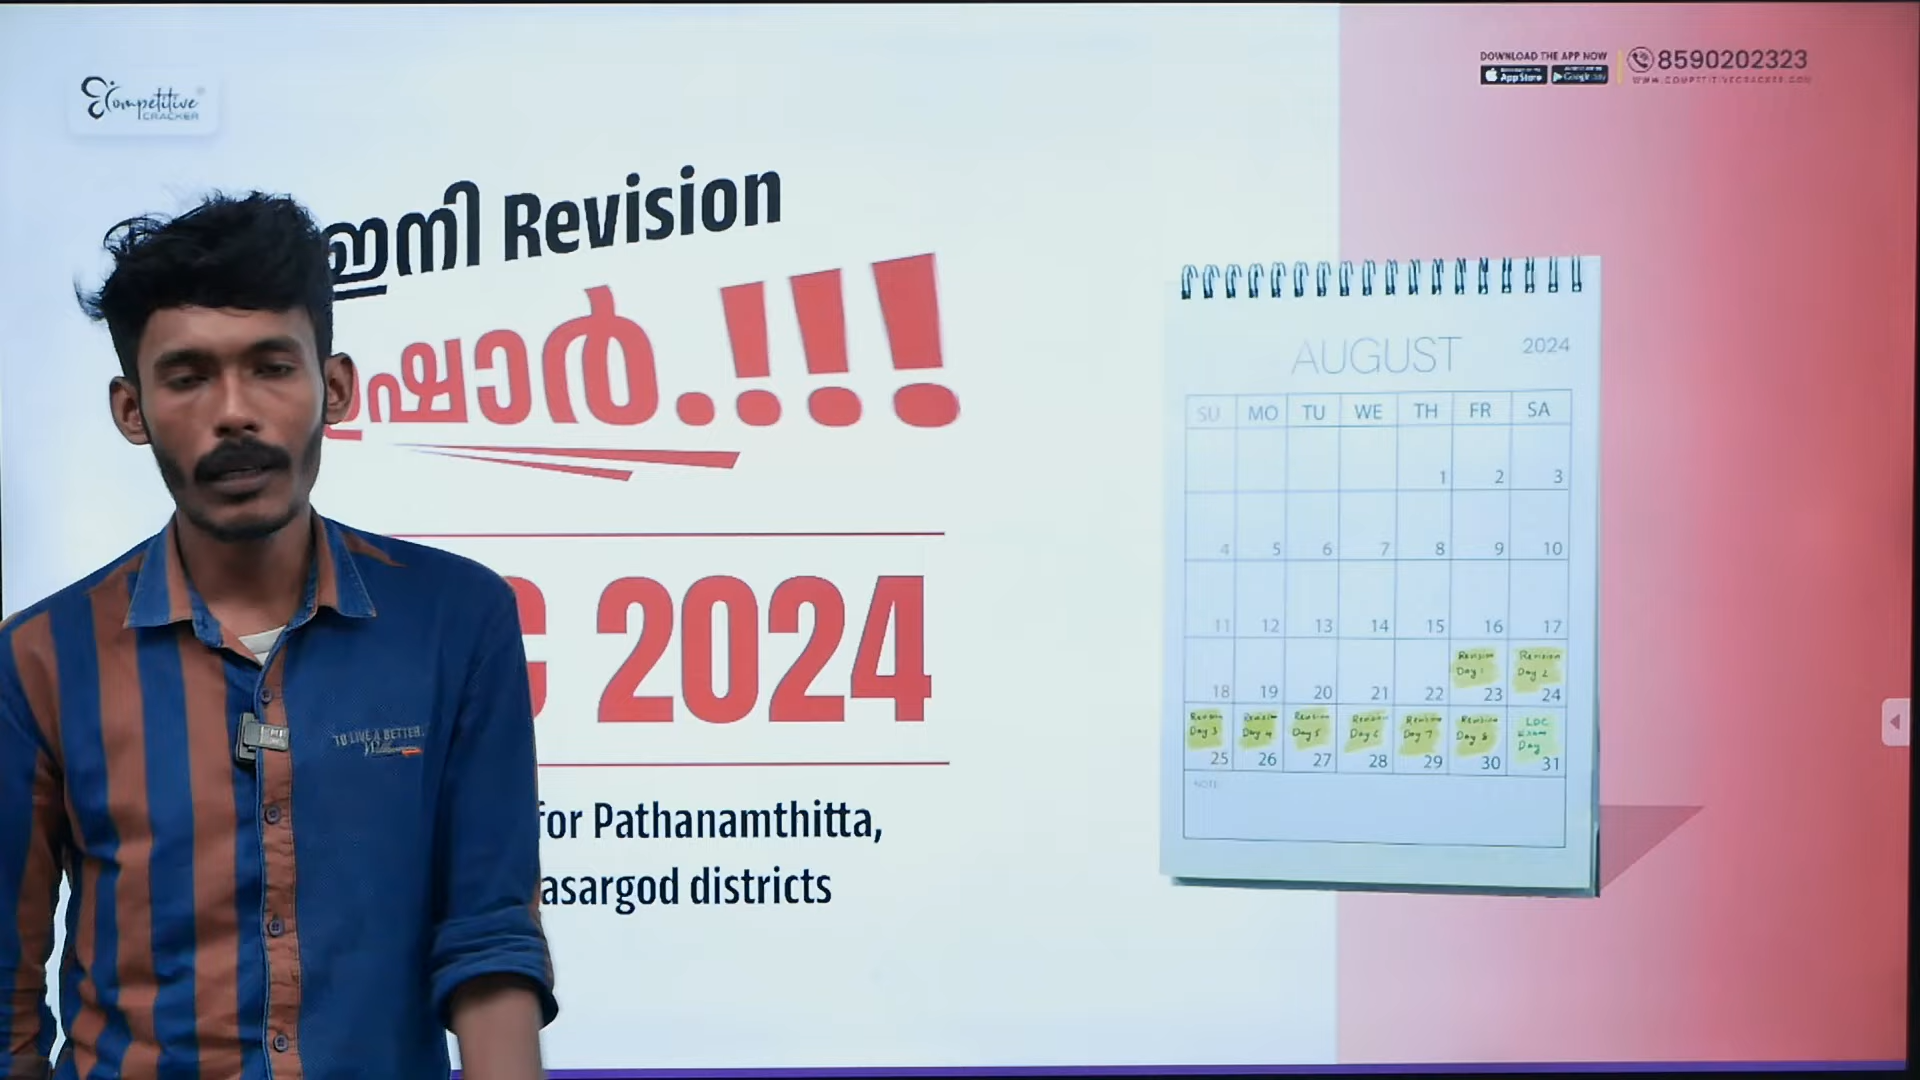 Competitive
CRACKER
DOWNLOAD THE APP NOW
App Store
Google Play
8590202323
WWW.COMPETITIVECRACKER.COM
ഇനി Revision
ഷാർ.!!!
2024
for Pathanamthitta,
asargod districts
AUGUST 2024
SU MO TU WE TH FR SA
1 2 3
4 5 6 7 8 9 10
11 12 13 14 15 16 17
Revision Day 1
Revision Day 2
18 19 20 21 22 23 24
Revision Day 3
Revision Day 4
Revision Day 5
Revision Day 6
Revision Day 7
Revision Day 8
LDC Exam Day
25 26 27 28 29 30 31
NOTE:
TO LIVE A BETTER.